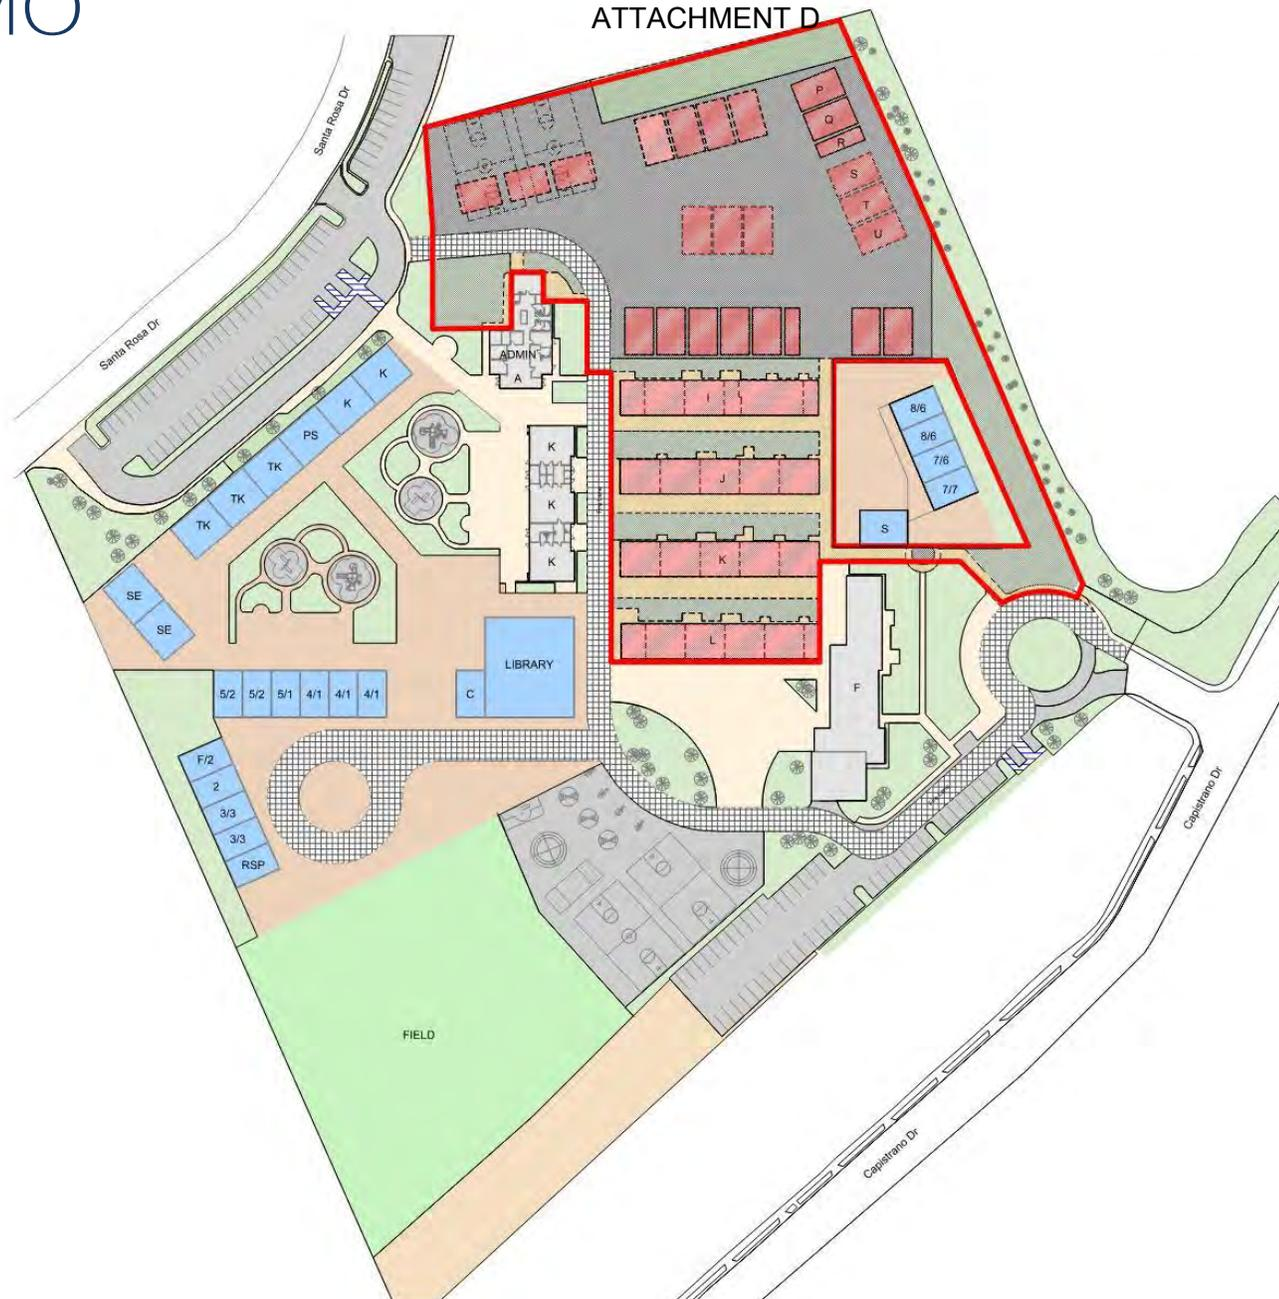 MO
ATTACHMENT D
Santa Rosa Dr
Santa Rosa Dr
P
Q
R
S
T
U
ADMIN
A
K
K
PS
TK
TK
TK
K
K
K
I
J
K
L
8/6
8/6
7/6
7/7
S
SE
SE
LIBRARY
C
5/2
5/2
5/1
4/1
4/1
4/1
F
F/2
2
3/3
3/3
RSP
FIELD
Capistrano Dr
Capistrano Dr